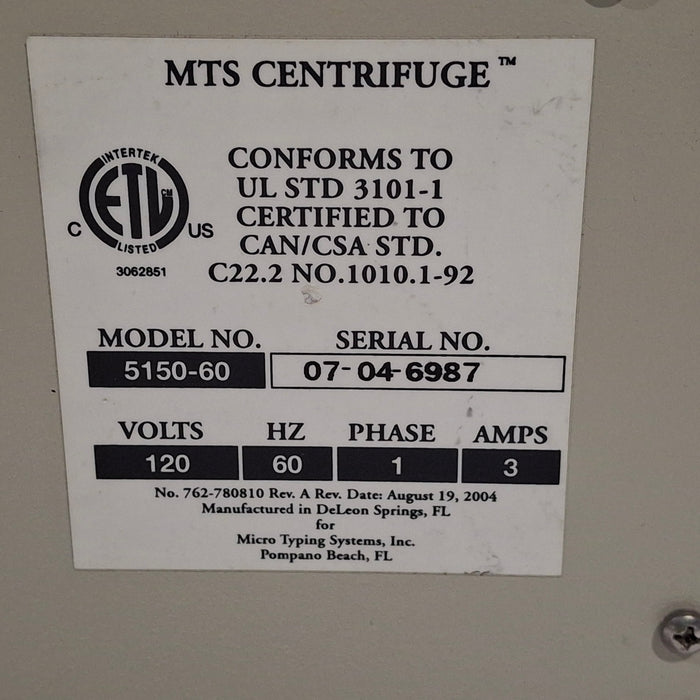 MTS CENTRIFUGE™
INTERTEK
ETL CM
C US
LISTED
3062851
CONFORMS TO
UL STD 3101-1
CERTIFIED TO
CAN/CSA STD.
C22.2 NO.1010.1-92
MODEL NO. SERIAL NO.
5150-60 07-04-6987
VOLTS HZ PHASE AMPS
120 60 1 3
No. 762-780810 Rev. A Rev. Date: August 19, 2004
Manufactured in DeLeon Springs, FL
for
Micro Typing Systems, Inc.
Pompano Beach, FL